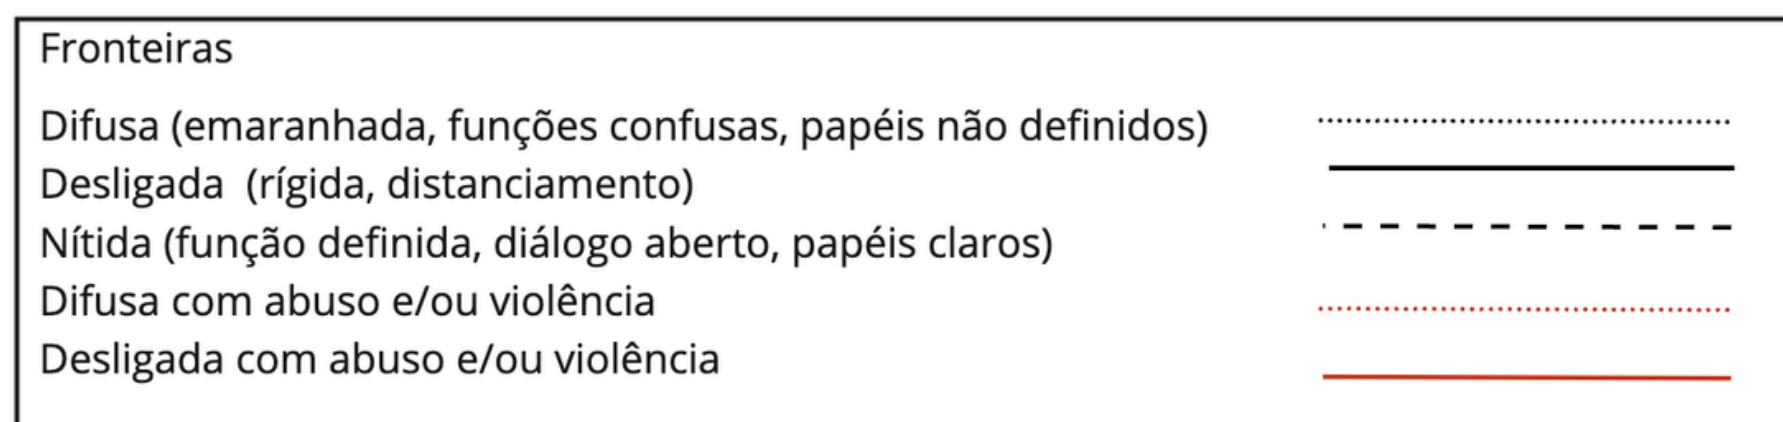 Fronteiras
Difusa (emaranhada, funções confusas, papéis não definidos)
Desligada  (rígida, distanciamento)
Nítida (função definida, diálogo aberto, papéis claros)
Difusa com abuso e/ou violência
Desligada com abuso e/ou violência